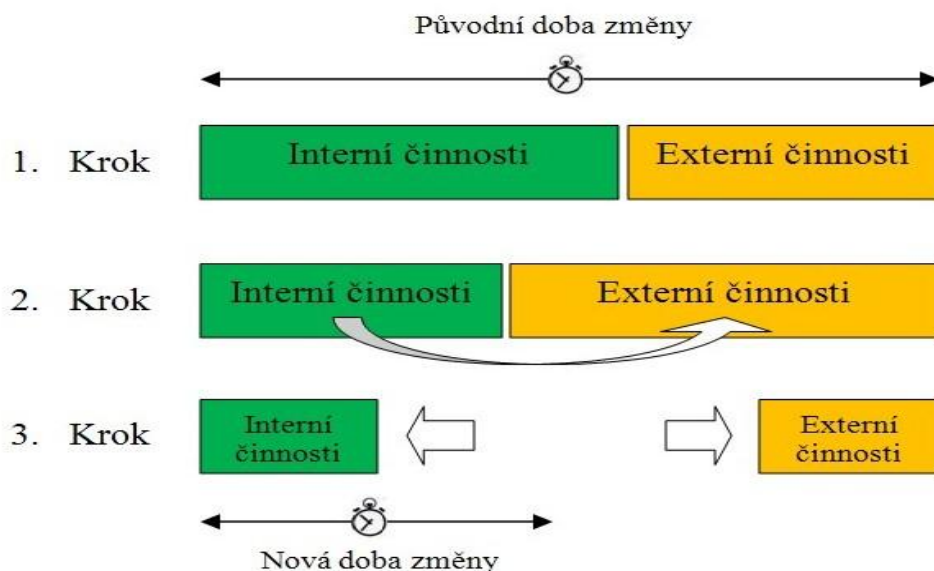 Původní doba změny
1. Krok
Interní činnosti
Externí činnosti
2. Krok
Interní činnosti
Externí činnosti
3. Krok
Interní
činnosti
Externí
činnosti
Nová doba změny